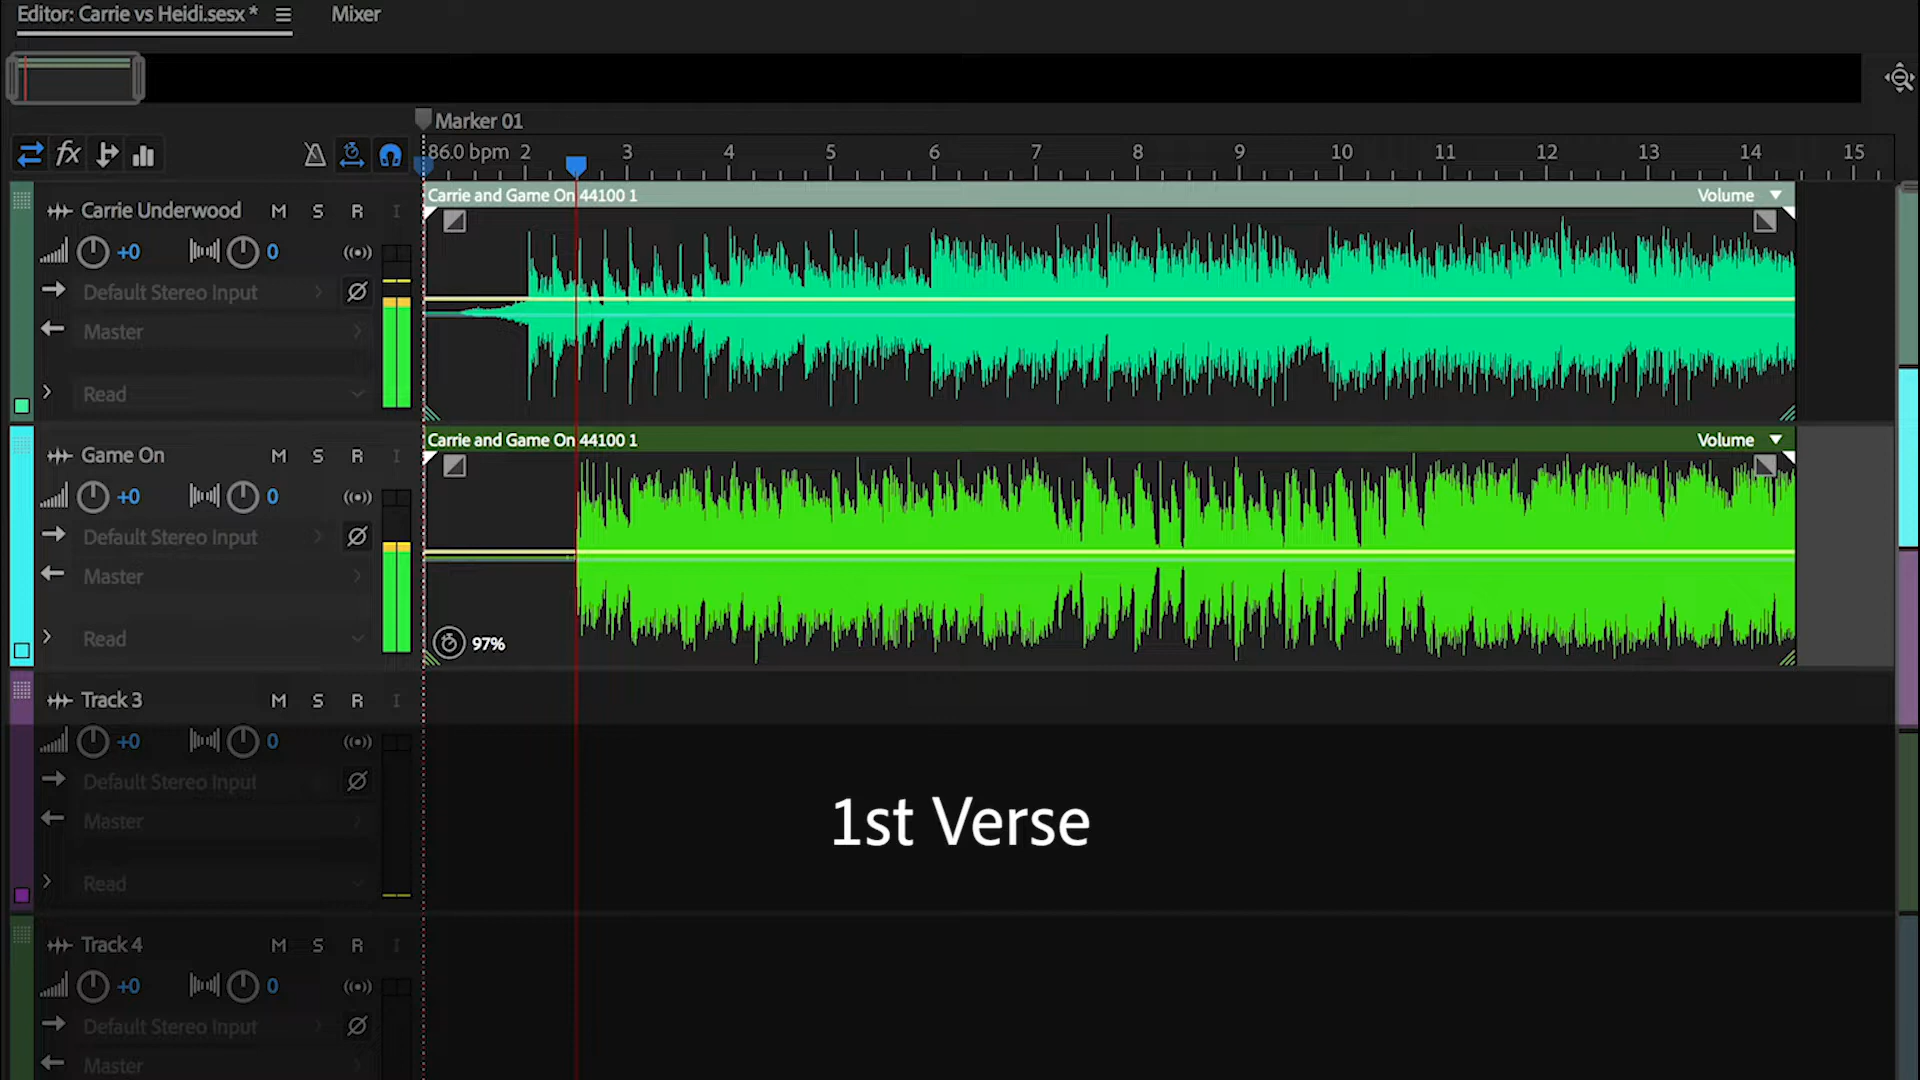 Editor: Carrie vs Heidi.sesx * Mixer
Marker 01
fx 86.0 bpm 2 3 4 5 6 7 8 9 10 11 12 13 14 15
Carrie and Game On 44100 1 Volume
Carrie Underwood M S R I
+0 0
Default Stereo Input
Master
Read
Carrie and Game On 44100 1 Volume
Game On M S R I
+0 0
Default Stereo Input
Master
Read
97%
Track 3 M S R I
+0 0
Default Stereo Input
Master
1st Verse
Read
Track 4 M S R I
+0 0
Default Stereo Input
Master